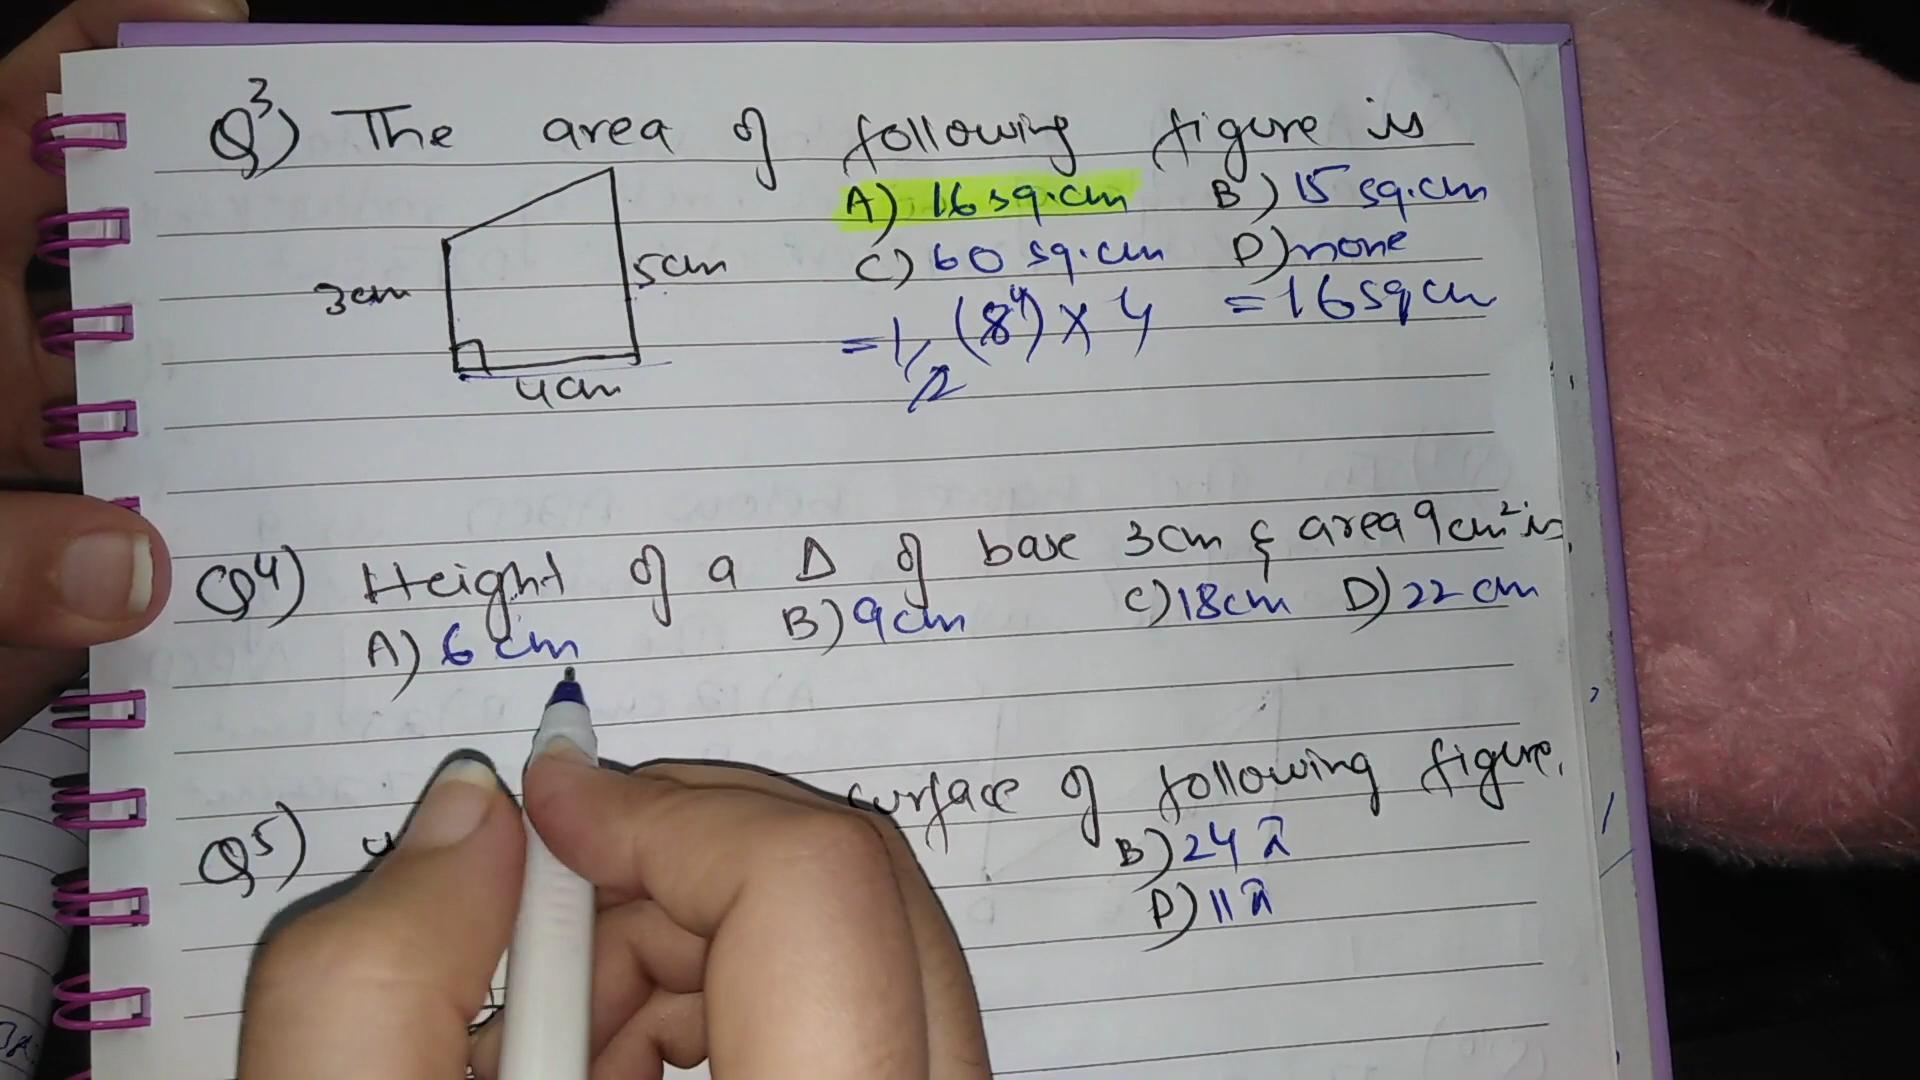 Q3) The area of following figure is
A) 16 sq.cm B) 15 sq.cm
3cm 5cm C) 60 sq.cm D) none
4cm = 1/2 (8 4) × 4 = 16 sq cm
Q4) Height of a Δ of base 3cm & area 9cm² is,
A) 6 cm B) 9cm C) 18cm D) 22 cm
Q5) surface of following figure.
B) 24 π
D) 11 π